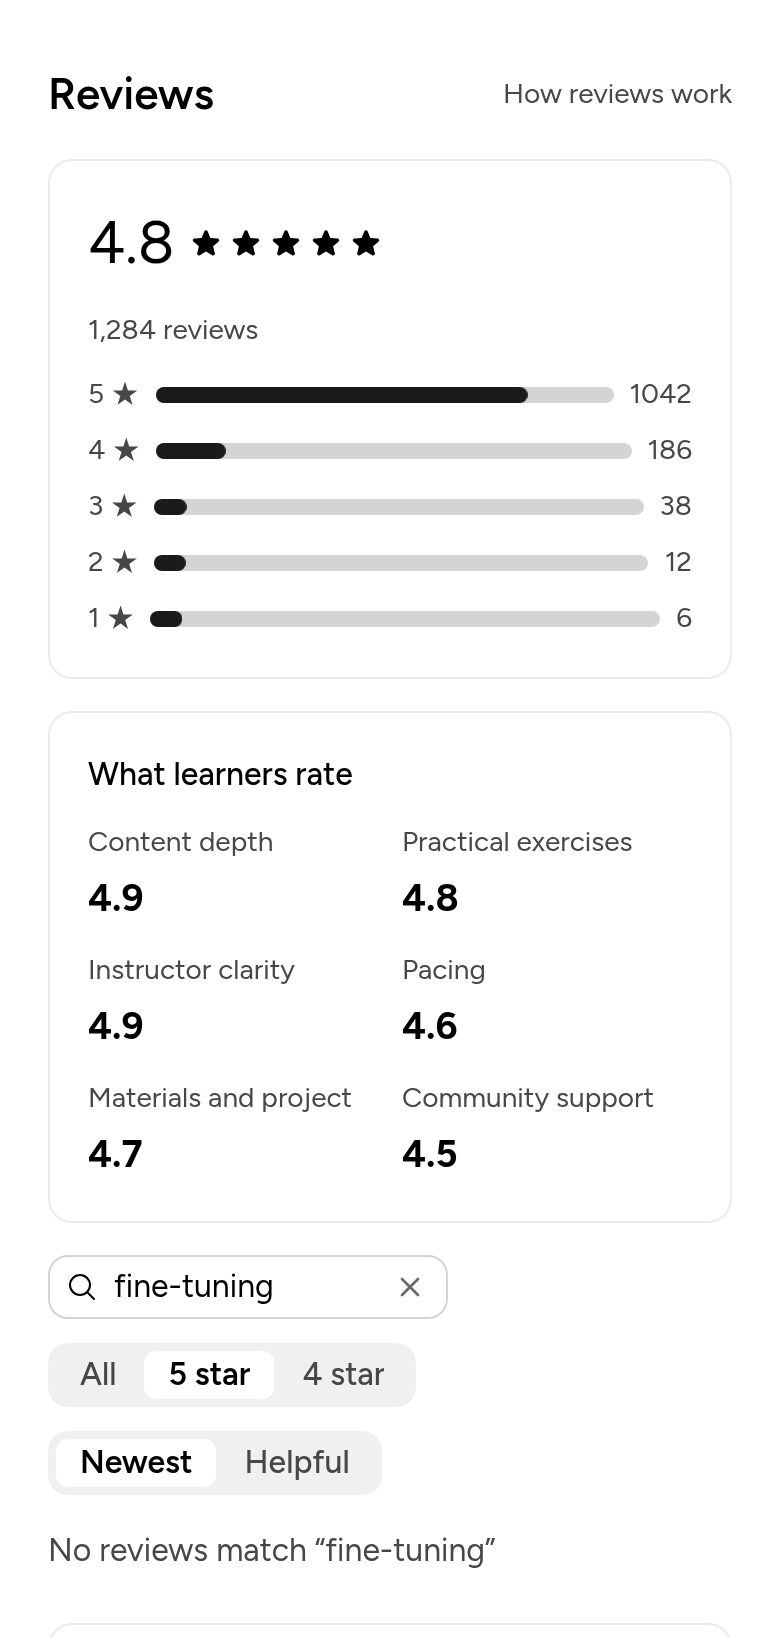 Reviews
How reviews work
4.8 ★ ★ ★ ★ ★
1,284 reviews
5 ★ 1042
4 ★ 186
3 ★ 38
2 ★ 12
1 ★ 6
What learners rate
Content depth
4.9
Practical exercises
4.8
Instructor clarity
4.9
Pacing
4.6
Materials and project
4.7
Community support
4.5
fine-tuning
All 5 star 4 star
Newest Helpful
No reviews match “fine-tuning”